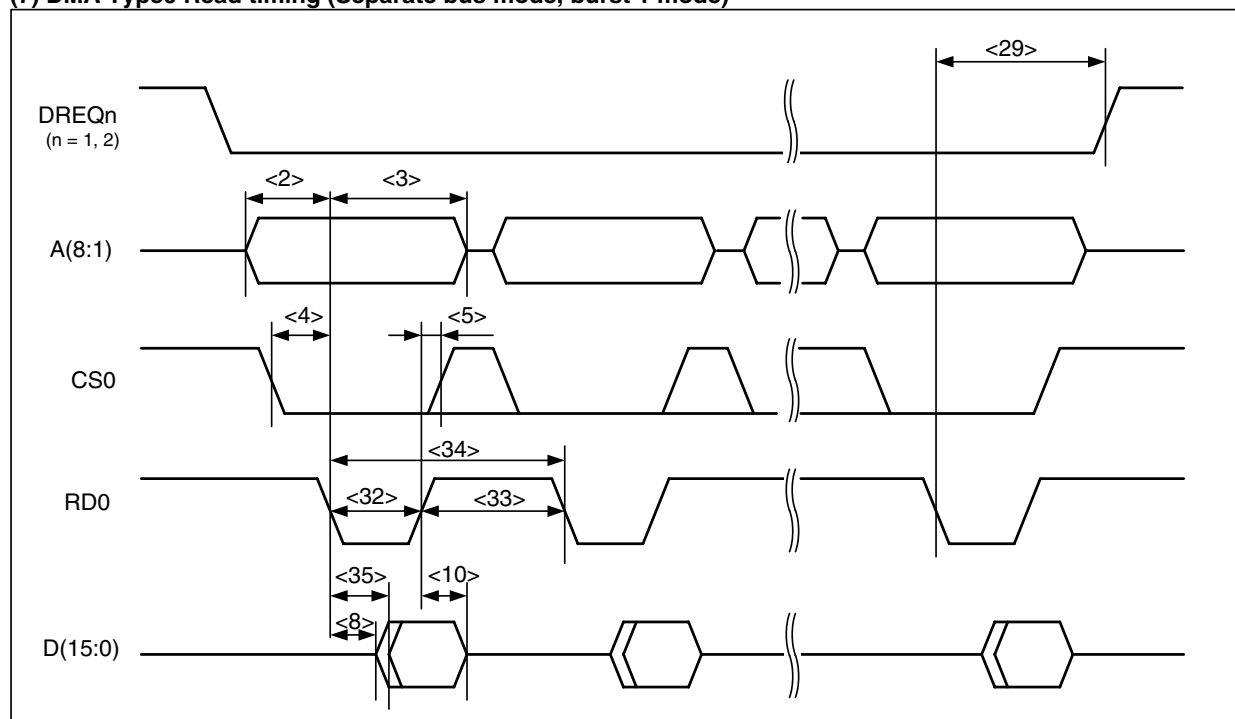 (7) DMA Type3 Read timing (Separate bus mode, burst 1 mode)
<29>
DREQn
(n = 1, 2)
<2>
<3>
A(8:1)
<4>
<5>
CS0
<34>
RD0
<32>
<33>
<35>
<10>
<8>
D(15:0)